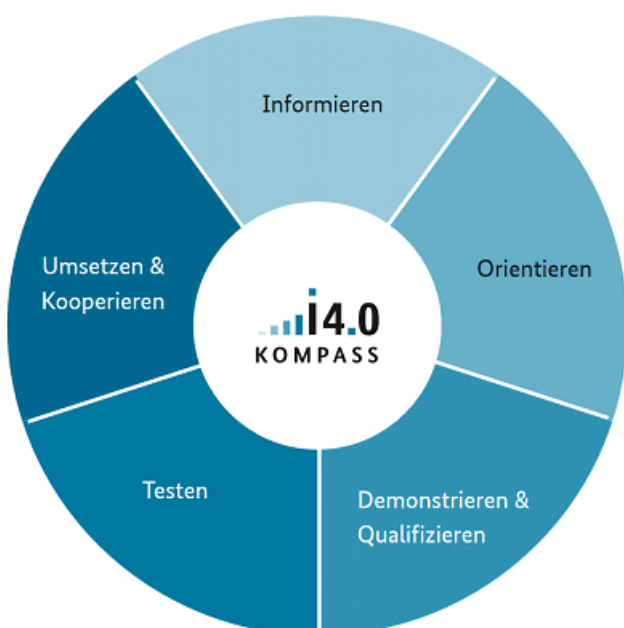 Informieren
Orientieren
Demonstrieren &
Qualifizieren
Testen
Umsetzen &
Kooperieren
i4.0
KOMPASS